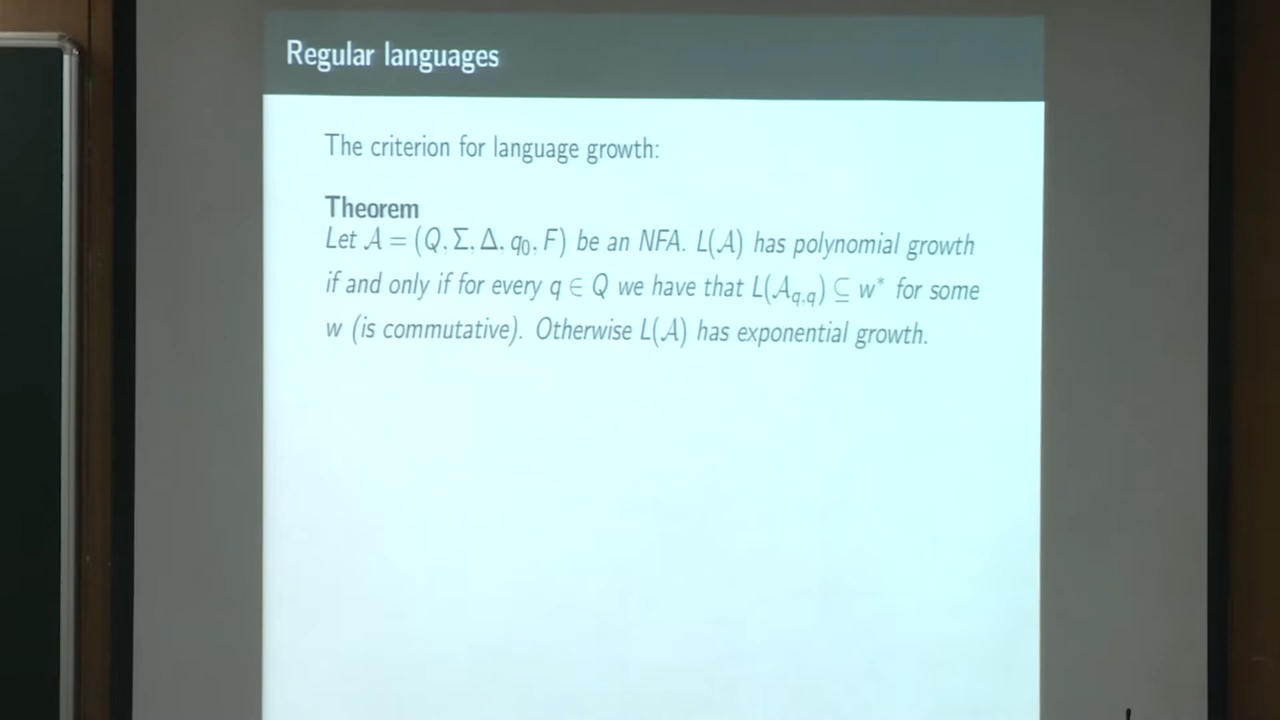 Regular languages
The criterion for language growth:
Theorem
Let 𝒜 = (Q, Σ, Δ, q₀, F) be an NFA. L(𝒜) has polynomial growth
if and only if for every q ∈ Q we have that L(𝒜_{q,q}) ⊆ w* for some
w (is commutative). Otherwise L(𝒜) has exponential growth.